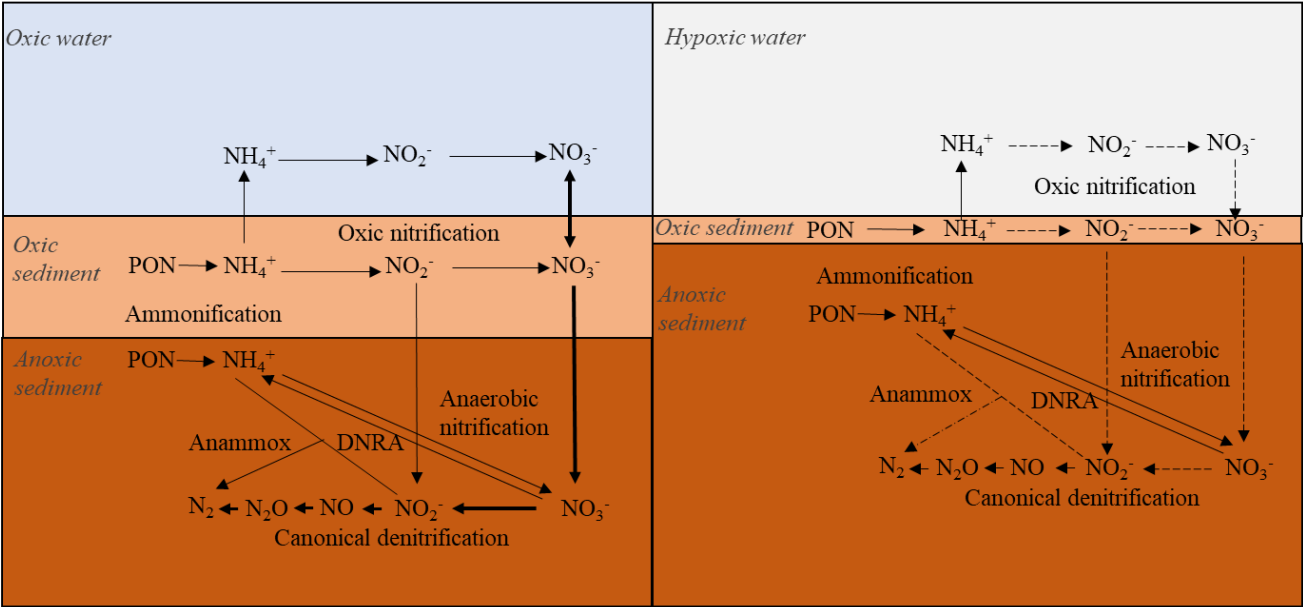 Oxic water
NH₄⁺ NO₂⁻ NO₃⁻
Oxic nitrification
Oxic
sediment
PON NH₄⁺ NO₂⁻ NO₃⁻
Ammonification
Anoxic
sediment
PON NH₄⁺
Anaerobic
nitrification
Anammox DNRA
N₂ N₂O NO NO₂⁻ NO₃⁻
Canonical denitrification
Hypoxic water
NH₄⁺ NO₂⁻ NO₃⁻
Oxic nitrification
Oxic sediment PON NH₄⁺ NO₂⁻ NO₃⁻
Ammonification
Anoxic
sediment
PON NH₄⁺
Anaerobic
nitrification
Anammox DNRA
N₂ N₂O NO NO₂⁻ NO₃⁻
Canonical denitrification